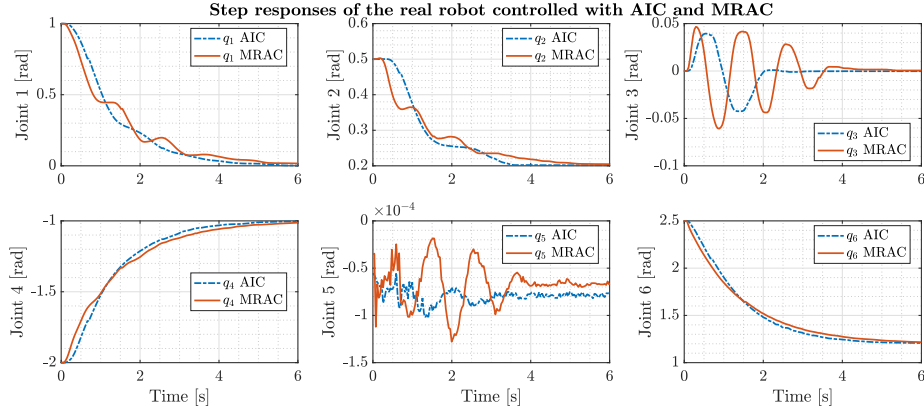 Step responses of the real robot controlled with AIC and MRAC
Joint 1 [rad]
1
0.5
0
0
2
4
6
Time [s]
q1 AIC
q1 MRAC
Joint 2 [rad]
0.6
0.5
0.4
0.3
0.2
0
2
4
6
Time [s]
q2 AIC
q2 MRAC
Joint 3 [rad]
0.05
0
-0.05
-0.1
0
2
4
6
Time [s]
q3 AIC
q3 MRAC
Joint 4 [rad]
-1
-1.5
-2
0
2
4
6
Time [s]
q4 AIC
q4 MRAC
×10-4
Joint 5 [rad]
0
-0.5
-1
-1.5
0
2
4
6
Time [s]
q5 AIC
q5 MRAC
Joint 6 [rad]
2.5
2
1.5
1
0
2
4
6
Time [s]
q6 AIC
q6 MRAC